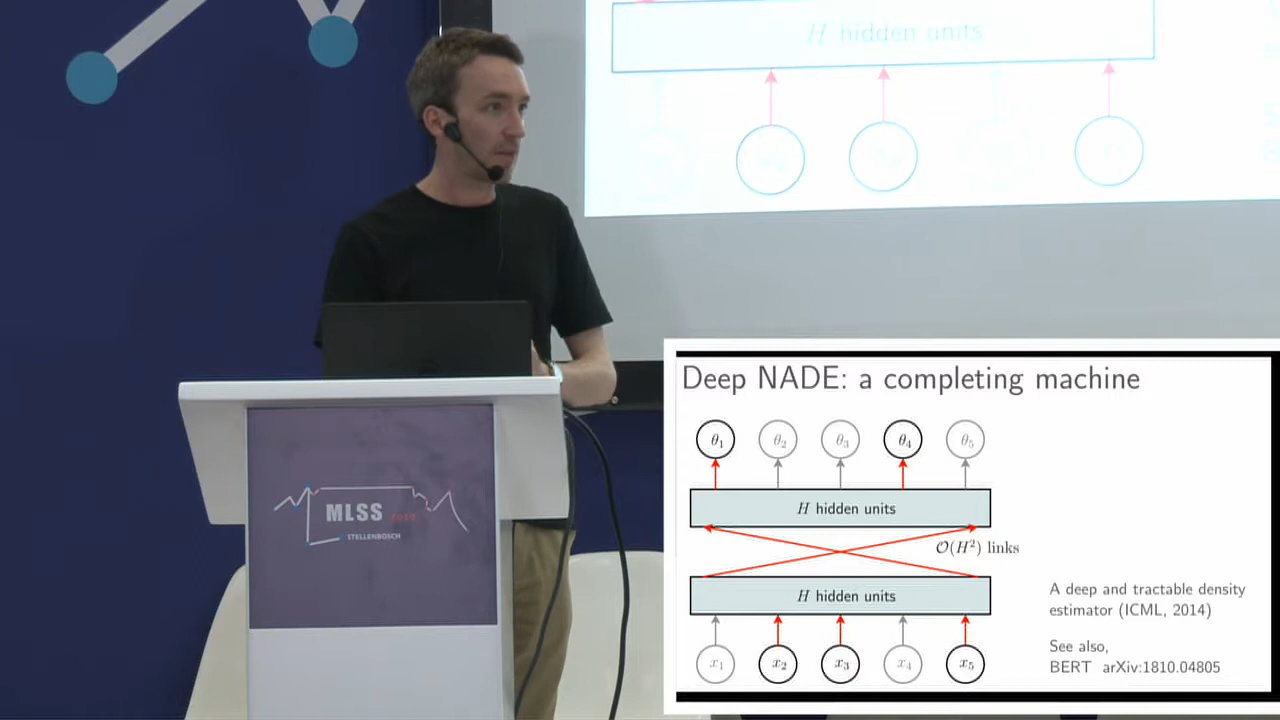 H hidden units
Deep NADE: a completing machine
θ₁ θ₂ θ₃ θ₄ θ₅
H hidden units
O(H²) links
H hidden units
x₁ x₂ x₃ x₄ x₅
A deep and tractable density
estimator (ICML, 2014)
See also,
BERT arXiv:1810.04805
MLSS
STELLENBOSCH